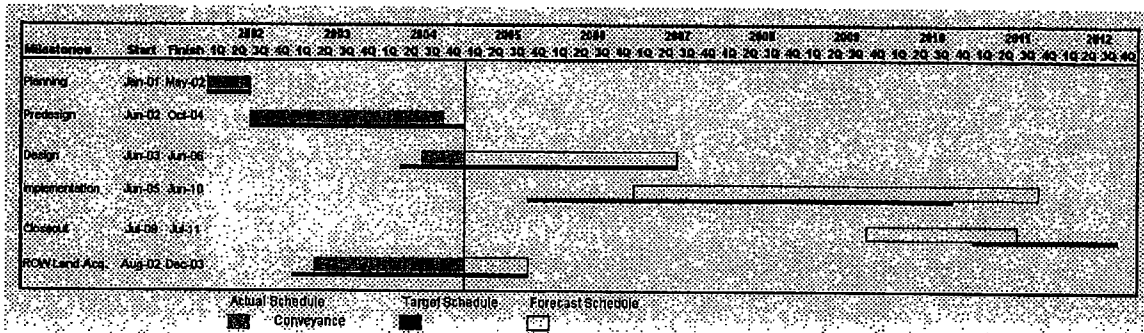 2002 2003 2004 2005 2006 2007 2008 2009 2010 2011 2012
Milestones Start Finish 1Q 2Q 3Q 4Q 1Q 2Q 3Q 4Q 1Q 2Q 3Q 4Q 1Q 2Q 3Q 4Q 1Q 2Q 3Q 4Q 1Q 2Q 3Q 4Q 1Q 2Q 3Q 4Q 1Q 2Q 3Q 4Q 1Q 2Q 3Q 4Q 1Q 2Q 3Q 4Q 1Q 2Q 3Q 4Q
Planning Jan-01 May-02
Predesign Jun-02 Oct-04
Design Jun-03 Jun-06
Implementation Jun-05 Jun-10
Closeout Jul-09 Jul-11
ROW Land Acq. Aug-02 Dec-03
Actual Schedule Target Schedule Forecast Schedule
Conveyance